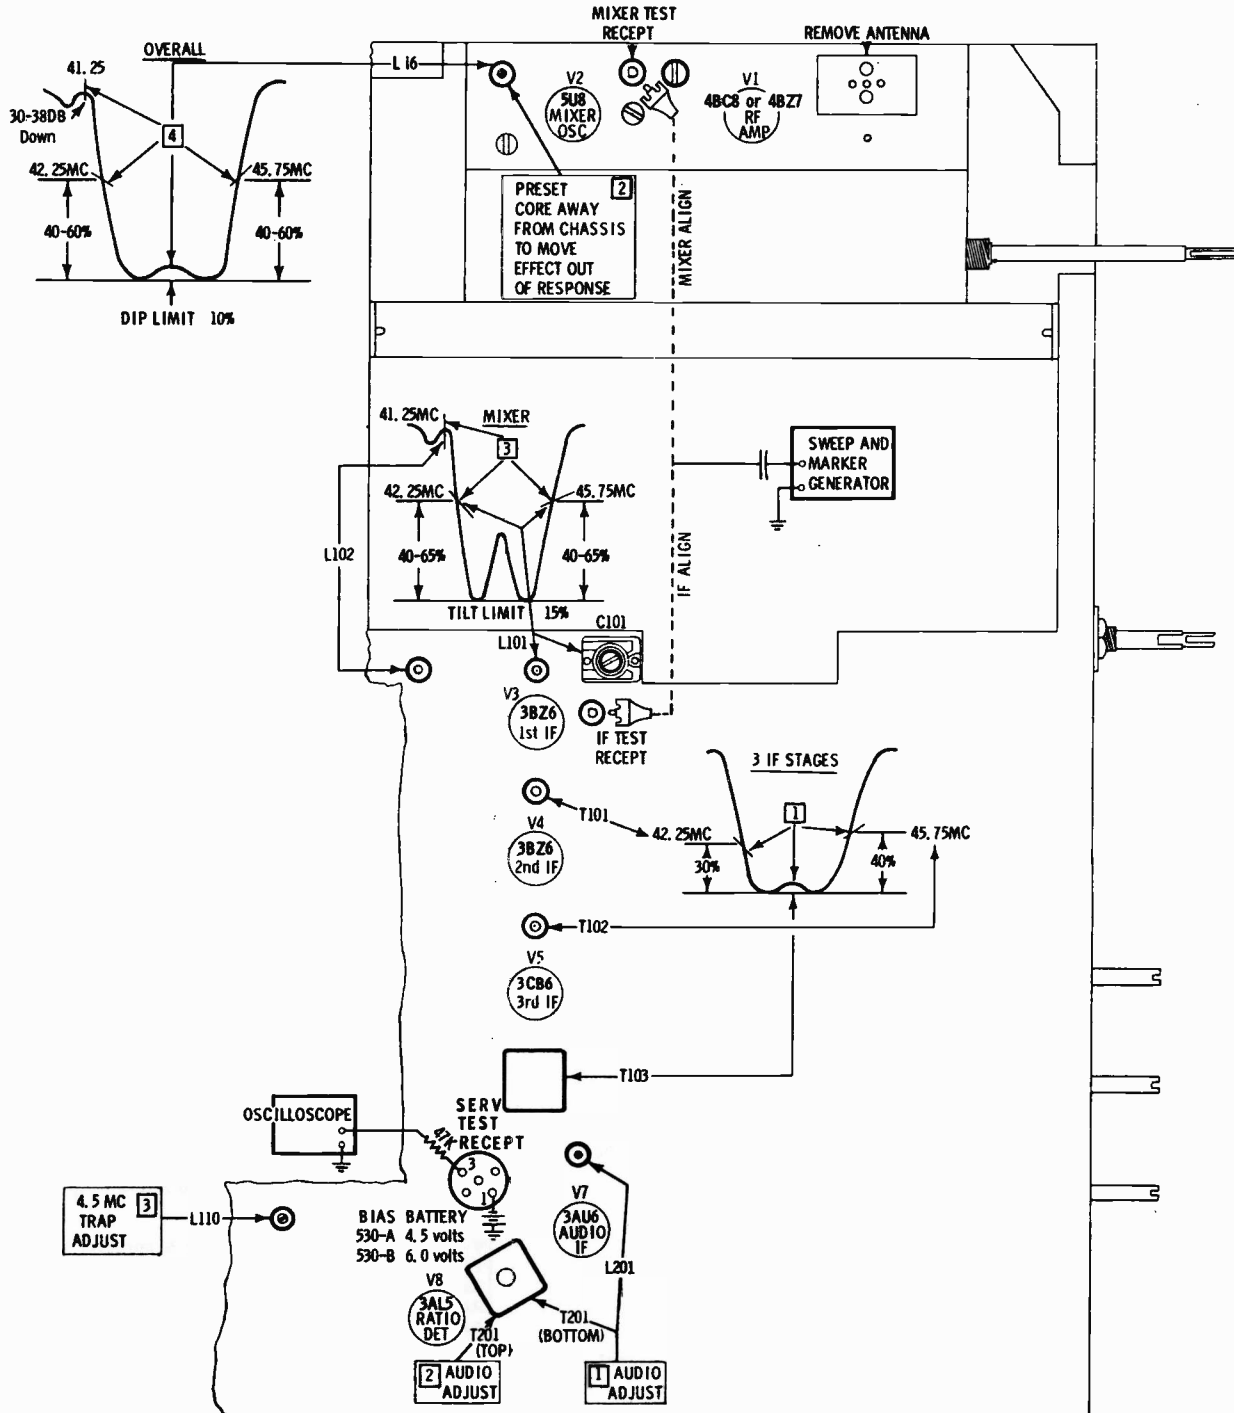 MIXER TEST
RECEPT
REMOVE ANTENNA
OVERALL
41.25
L 16
30-38DB
Down
4
42.25MC
45.75MC
40-60%
40-60%
DIP LIMIT 10%
V2
5U8
MIXER
OSC
V1
4BC8 or 4BZ7
RF
AMP
PRESET 2
CORE AWAY
FROM CHASSIS
TO MOVE
EFFECT OUT
OF RESPONSE
MIXER ALIGN
41.25MC
MIXER
3
42.25MC
45.75MC
L102
40-65%
40-65%
TILT LIMIT 15%
SWEEP AND
MARKER
GENERATOR
IF ALIGN
C101
L101
V3
3BZ6
1st IF
IF TEST
RECEPT
3 IF STAGES
T101
1
42.25MC
45.75MC
30%
40%
V4
3BZ6
2nd IF
T102
V5
3CB6
3rd IF
T103
OSCILLOSCOPE
47K
SERV
TEST
RECEPT
3
1
4.5 MC 3
TRAP
ADJUST
L110
BIAS BATTERY
530-A 4.5 volts
530-B 6.0 volts
V7
3AU6
AUDIO
IF
L201
V8
3AL5
RATIO
DET
T201
(TOP)
T201
(BOTTOM)
2 AUDIO
ADJUST
1 AUDIO
ADJUST